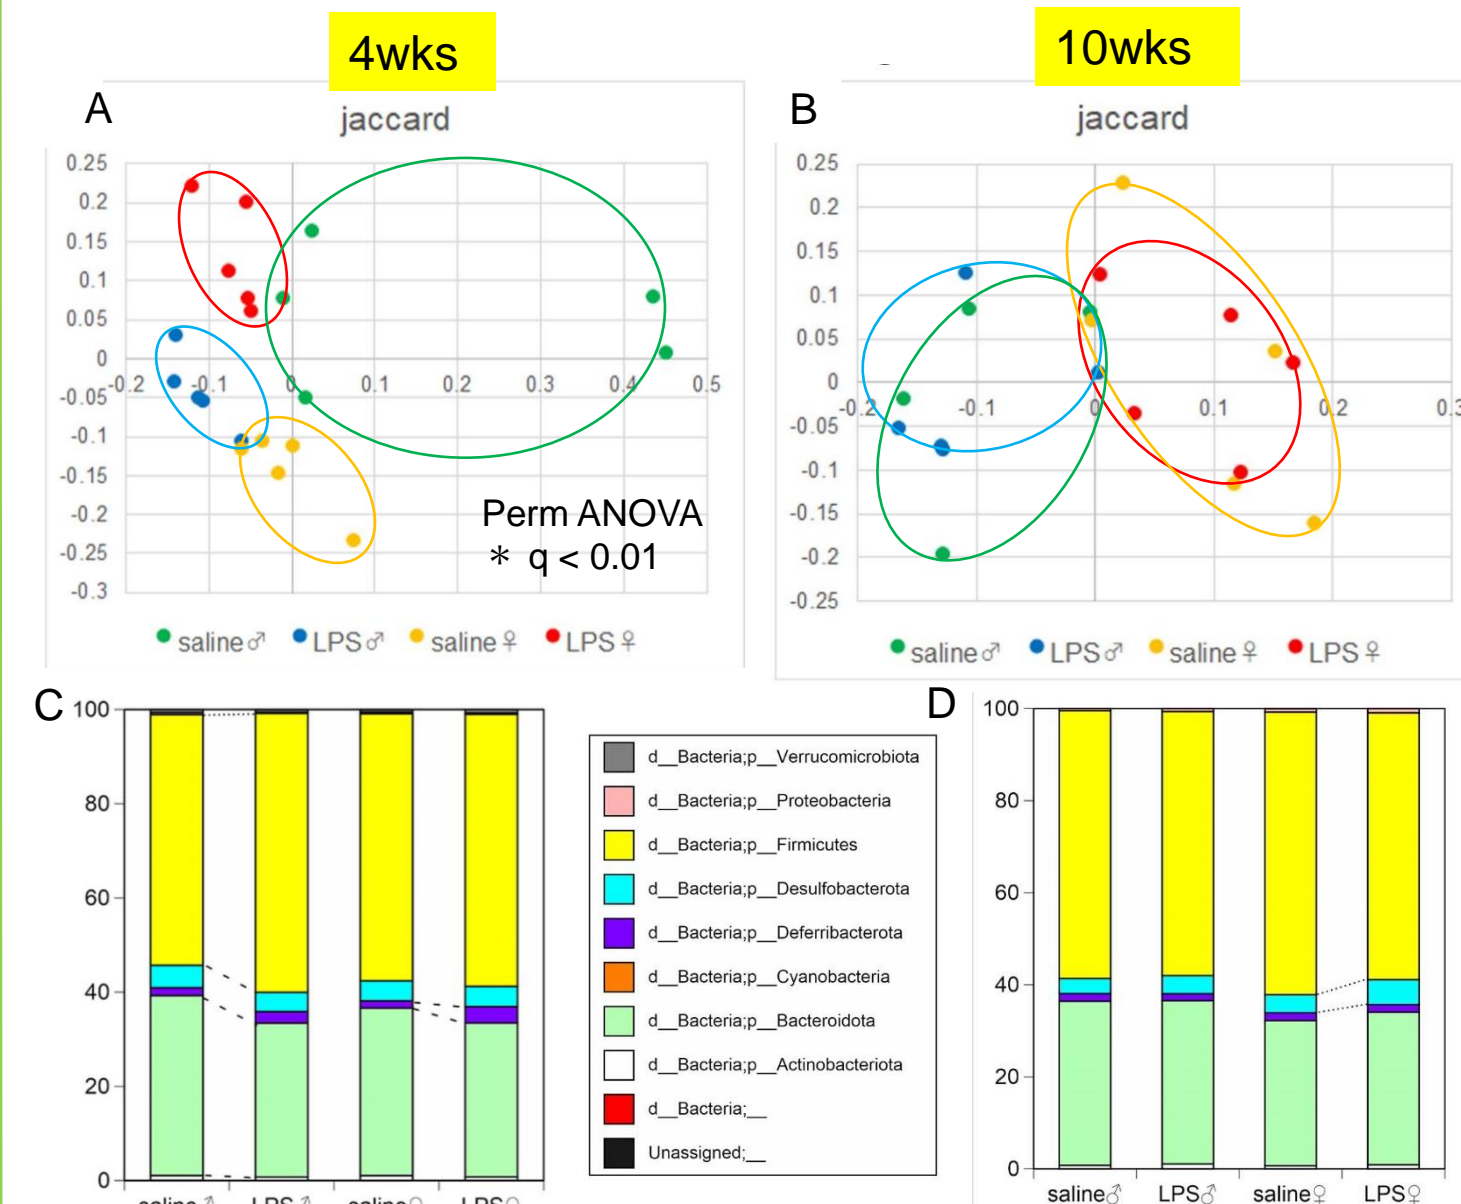 4wks
10wks
A
jaccard
0.25
0.2
0.15
0.1
0.05
0
-0.05
-0.1
-0.15
-0.2
-0.25
-0.3
-0.2
-0.1
0
0.1
0.2
0.3
0.4
0.5
Perm ANOVA
* q < 0.01
saline♂ LPS♂ saline♀ LPS♀
B
jaccard
0.25
0.2
0.15
0.1
0.05
0
-0.05
-0.1
-0.15
-0.2
-0.25
-0.2
-0.1
0
0.1
0.2
0.3
saline♂ LPS♂ saline♀ LPS♀
C
100
80
60
40
20
0
saline♂ LPS♂ saline♀ LPS♀
d__Bacteria;p__Verrucomicrobiota
d__Bacteria;p__Proteobacteria
d__Bacteria;p__Firmicutes
d__Bacteria;p__Desulfobacterota
d__Bacteria;p__Deferribacterota
d__Bacteria;p__Cyanobacteria
d__Bacteria;p__Bacteroidota
d__Bacteria;p__Actinobacteriota
d__Bacteria;__
Unassigned;__
D
100
80
60
40
20
0
saline♂ LPS♂ saline♀ LPS♀